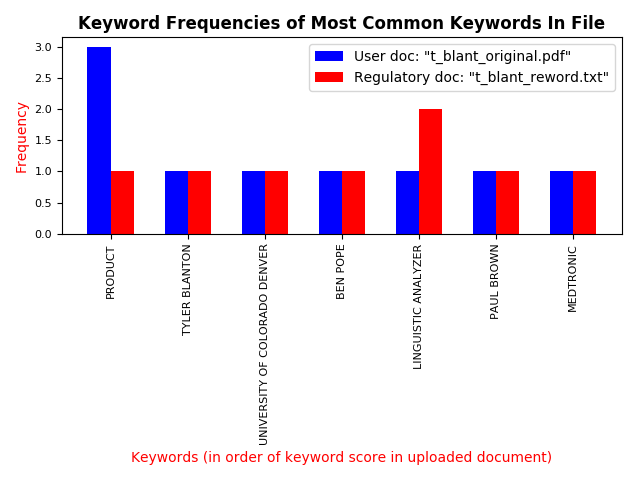 Keyword Frequencies of Most Common Keywords In File
User doc: "t_blant_original.pdf"
Regulatory doc: "t_blant_reword.txt"
Frequency
3.0
2.5
2.0
1.5
1.0
0.5
0.0
PRODUCT
TYLER BLANTON
UNIVERSITY OF COLORADO DENVER
BEN POPE
LINGUISTIC ANALYZER
PAUL BROWN
MEDTRONIC
Keywords (in order of keyword score in uploaded document)